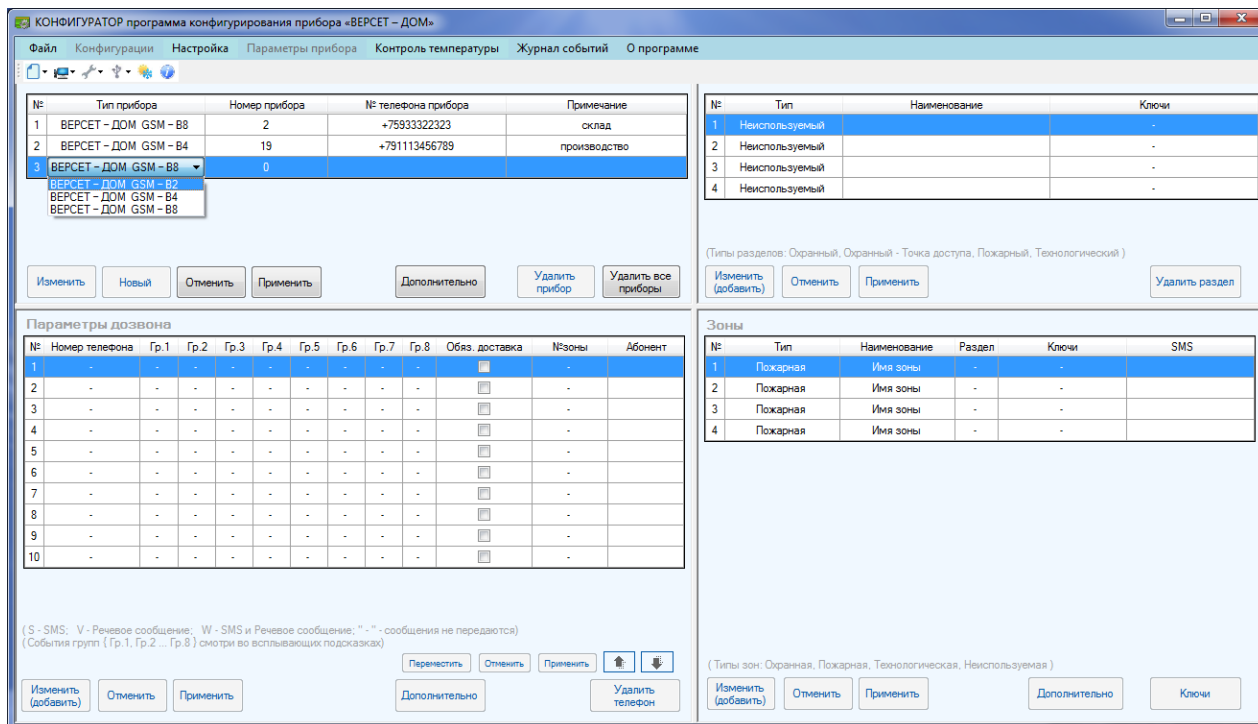 КОНФИГУРАТОР программа конфигурирования прибора «ВЕРСЕТ – ДОМ»
Файл Конфигурации Настройка Параметры прибора Контроль температуры Журнал событий О программе
№ Тип прибора Номер прибора № телефона прибора Примечание
1 ВЕРСЕТ – ДОМ GSM – В8 2 +75933322323 склад
2 ВЕРСЕТ – ДОМ GSM – В4 19 +791113456789 производство
3 ВЕРСЕТ – ДОМ GSM – В8 0
ВЕРСЕТ – ДОМ GSM – В2
ВЕРСЕТ – ДОМ GSM – В4
ВЕРСЕТ – ДОМ GSM – В8
Изменить Новый Отменить Применить Дополнительно Удалить прибор Удалить все приборы
№ Тип Наименование Ключи
1 Неиспользуемый -
2 Неиспользуемый -
3 Неиспользуемый -
4 Неиспользуемый -
(Типы разделов: Охранный, Охранный - Точка доступа, Пожарный, Технологический )
Изменить (добавить) Отменить Применить Удалить раздел
Параметры дозвона
№ Номер телефона Гр.1 Гр.2 Гр.3 Гр.4 Гр.5 Гр.6 Гр.7 Гр.8 Обяз. доставка №зоны Абонент
1 - - - - - - - - - -
2 - - - - - - - - - -
3 - - - - - - - - - -
4 - - - - - - - - - -
5 - - - - - - - - - -
6 - - - - - - - - - -
7 - - - - - - - - - -
8 - - - - - - - - - -
9 - - - - - - - - - -
10 - - - - - - - - - -
( S - SMS; V - Речевое сообщение; W - SMS и Речевое сообщение; " - " - сообщения не передаются)
(События групп { Гр.1, Гр.2 ... Гр.8 } смотри во всплывающих подсказках)
Переместить Отменить Применить
Изменить (добавить) Отменить Применить Дополнительно Удалить телефон
Зоны
№ Тип Наименование Раздел Ключи SMS
1 Пожарная Имя зоны - -
2 Пожарная Имя зоны - -
3 Пожарная Имя зоны - -
4 Пожарная Имя зоны - -
( Типы зон: Охранная, Пожарная, Технологическая, Неиспользуемая )
Изменить (добавить) Отменить Применить Дополнительно Ключи